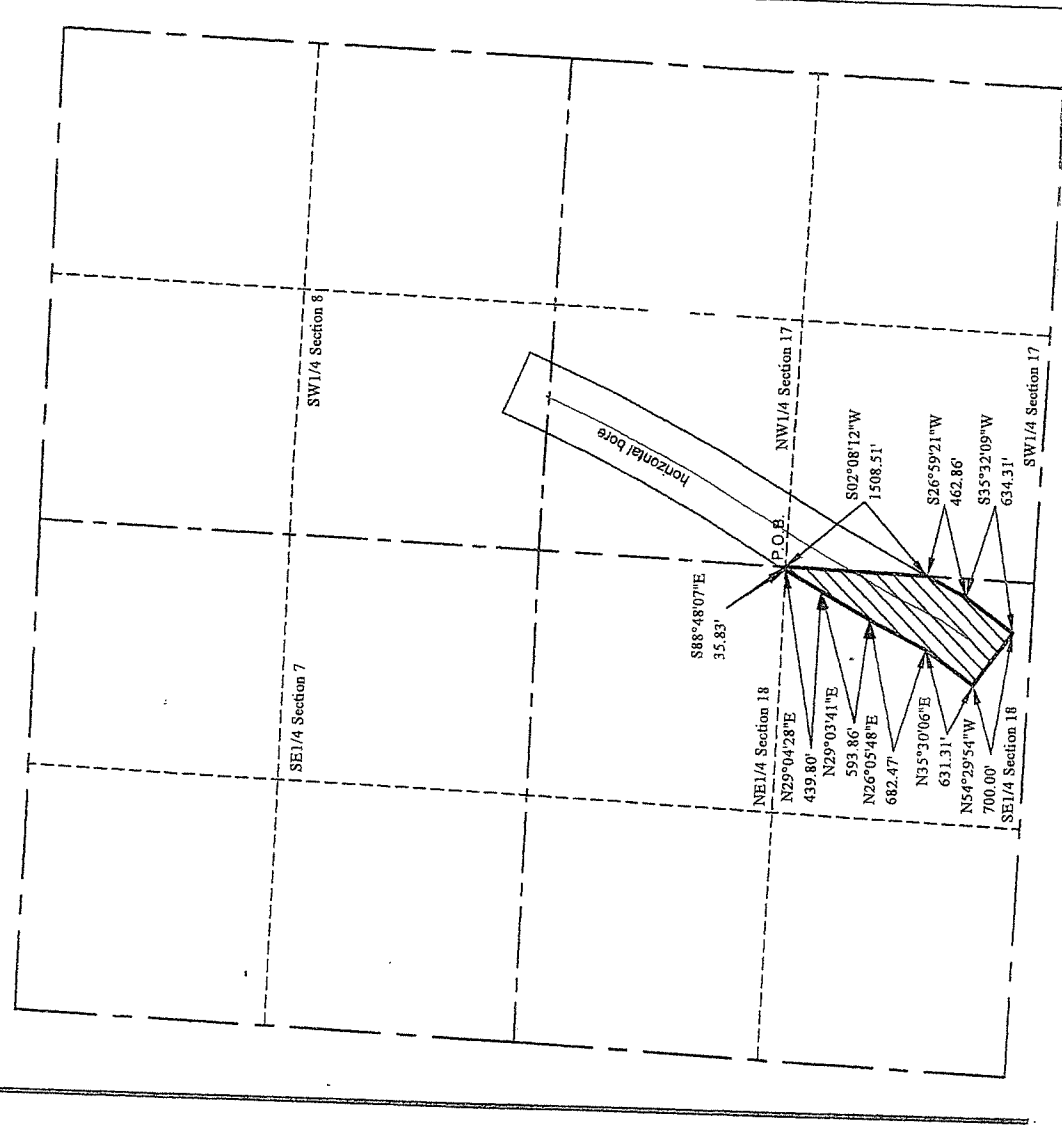 SW1/4 Section 8
SE1/4 Section 7
horizontal bore
NW1/4 Section 17
P.O.B.
S88°48'07"E
35.83'
S02°08'12"W
1508.51'
S26°59'21"W
462.86'
S35°32'09"W
634.31'
SW1/4 Section 17
NE1/4 Section 18
N29°04'28"E
439.80'
N29°03'41"E
593.86'
N26°05'48"E
682.47'
N35°30'06"E
631.31'
N54°29'54"W
700.00'
SE1/4 Section 18